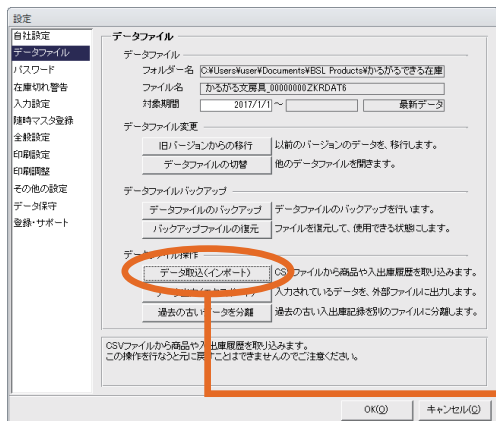 設定
自社設定
データファイル
パスワード
在庫切れ警告
入力設定
随時マスタ登録
全般設定
印刷設定
印刷調整
その他の設定
データ保守
登録・サポート
データファイル
データファイル
フォルダー名 C:¥Users¥user¥Documents¥BSL Products¥かるがるできる在庫
ファイル名 かるがる文房具_00000000ZKRDAT6
対象期間 2017/1/1 ~ 最新データ
データファイル変更
旧バージョンからの移行 以前のバージョンのデータを、移行します。
データファイルの切替 他のデータファイルを開きます。
データファイルバックアップ
データファイルのバックアップ データファイルのバックアップを行います。
バックアップファイルの復元 ファイルを復元して、使用できる状態にします。
データファイル操作
データ取込(インポート) CSVファイルから商品や入出庫履歴を取り込みます。
入力されているデータを、外部ファイルに出力します。
過去の古いデータを分離 過去の古い入出庫記録を別のファイルに分離します。
CSVファイルから商品や入出庫履歴を取り込みます。
この操作を行なうと元に戻すことはできませんのでご注意ください。
OK(O) キャンセル(C)